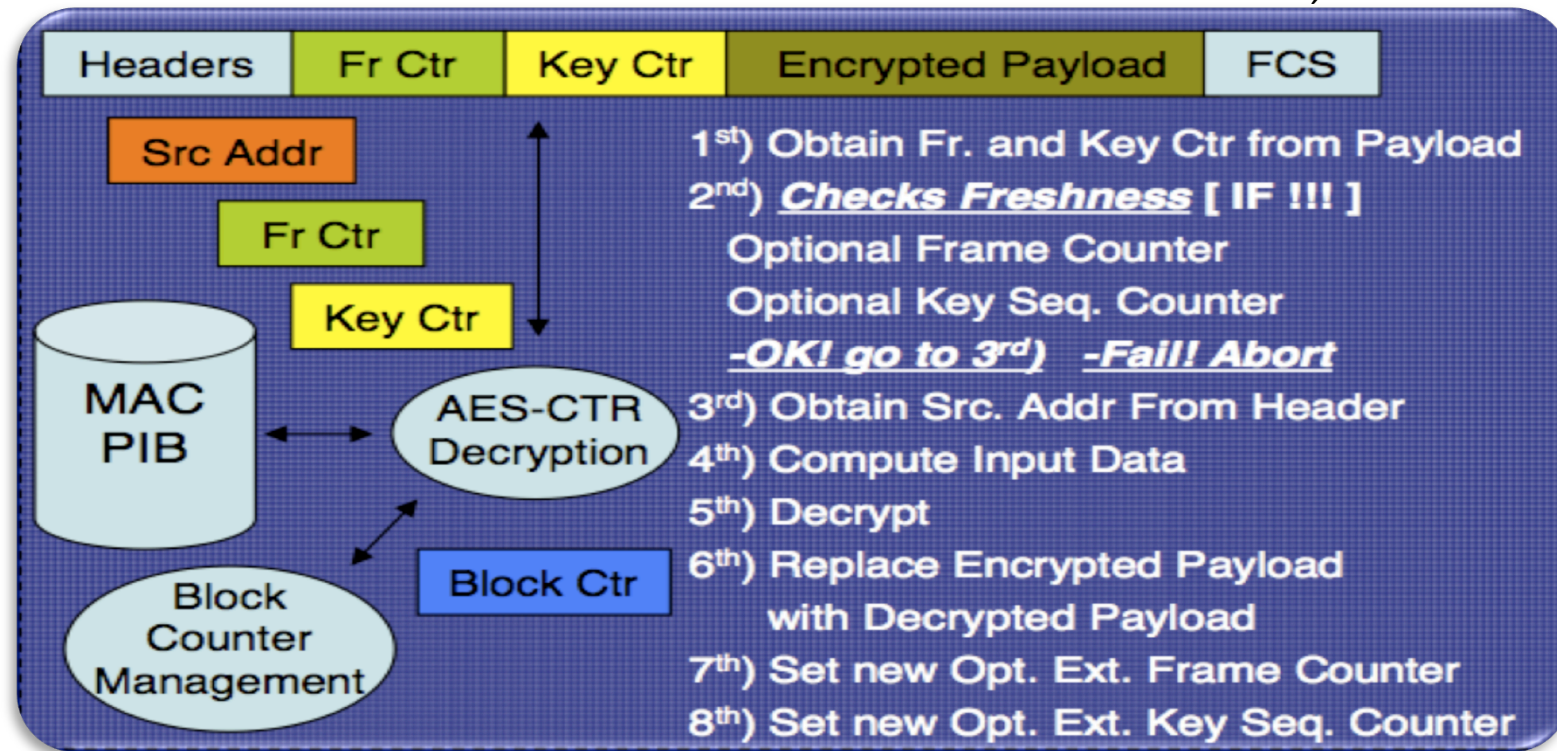 Headers Fr Ctr Key Ctr Encrypted Payload FCS
Src Addr
Fr Ctr
Key Ctr
MAC
PIB
AES-CTR
Decryption
Block Ctr
Block
Counter
Management
1st) Obtain Fr. and Key Ctr from Payload
2nd) Checks Freshness [ IF !!! ]
Optional Frame Counter
Optional Key Seq. Counter
-OK! go to 3rd) -Fail! Abort
3rd) Obtain Src. Addr From Header
4th) Compute Input Data
5th) Decrypt
6th) Replace Encrypted Payload
with Decrypted Payload
7th) Set new Opt. Ext. Frame Counter
8th) Set new Opt. Ext. Key Seq. Counter